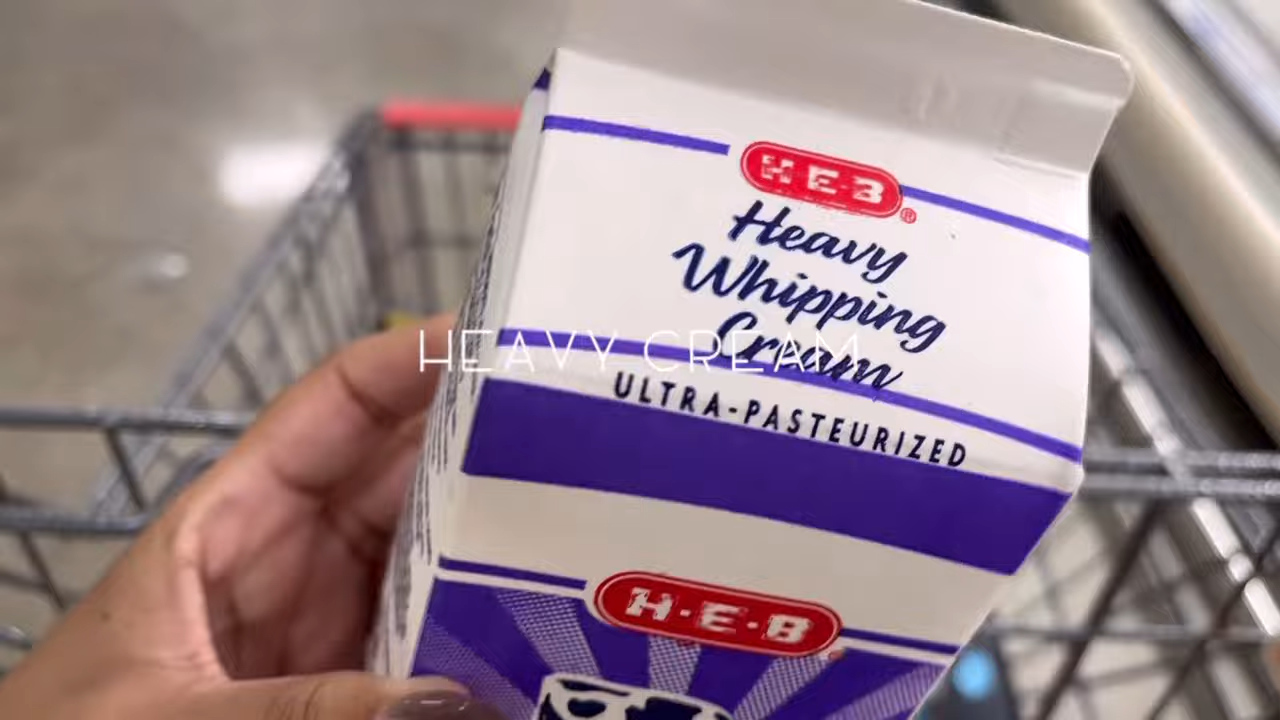 H·E·B®
Heavy
Whipping
Cream
HEAVY CREAM
ULTRA-PASTEURIZED
H·E·B